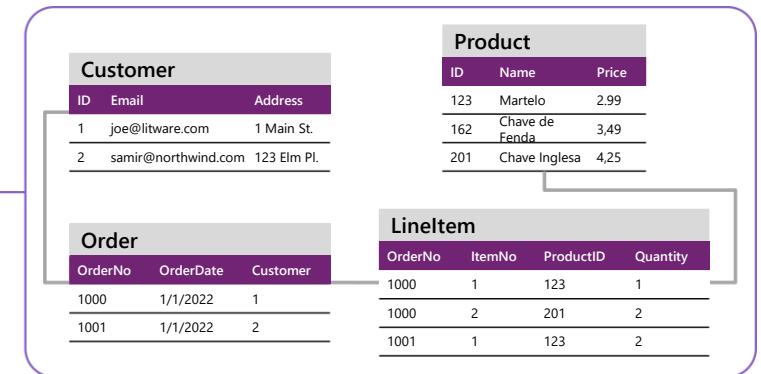 Customer
ID Email Address
1 joe@litware.com 1 Main St.
2 samir@northwind.com 123 Elm Pl.
Product
ID Name Price
123 Martelo 2.99
162 Chave de Fenda 3,49
201 Chave Inglesa 4,25
Order
OrderNo OrderDate Customer
1000 1/1/2022 1
1001 1/1/2022 2
LineItem
OrderNo ItemNo ProductID Quantity
1000 1 123 1
1000 2 201 2
1001 1 123 2